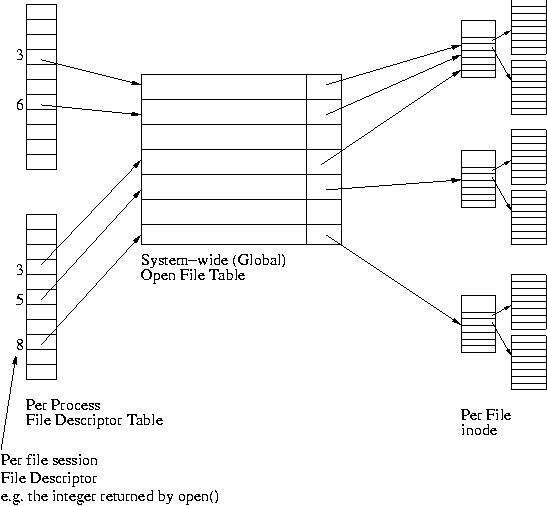 3
6
System-wide (Global)
Open File Table
3
5
8
Per Process
File Descriptor Table
Per File
inode
Per file session
File Descriptor
e.g. the integer returned by open()